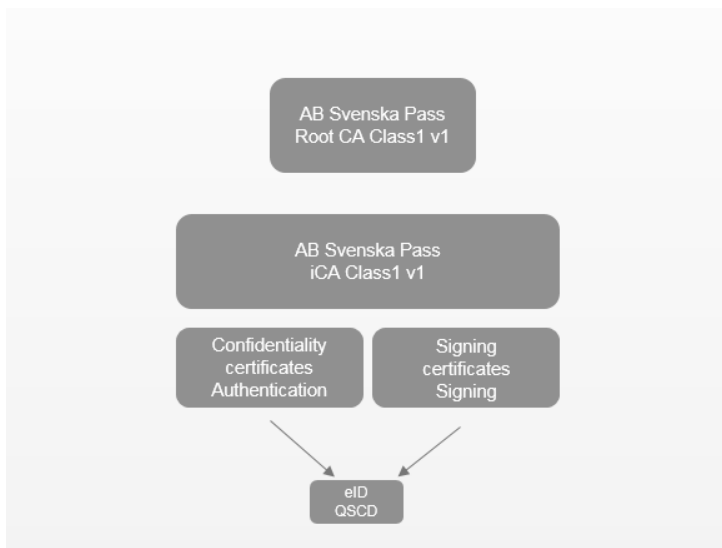 AB Svenska Pass
Root CA Class1 v1
AB Svenska Pass
iCA Class1 v1
Confidentiality
certificates
Authentication
Signing
certificates
Signing
eID
QSCD